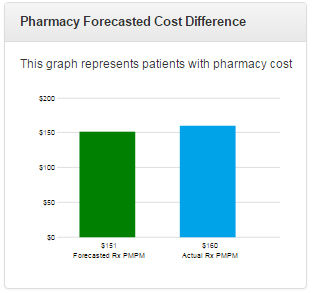 Pharmacy Forecasted Cost Difference
This graph represents patients with pharmacy cost
$200
$150
$100
$50
$0
$151
Forecasted Rx PMPM
$160
Actual Rx PMPM